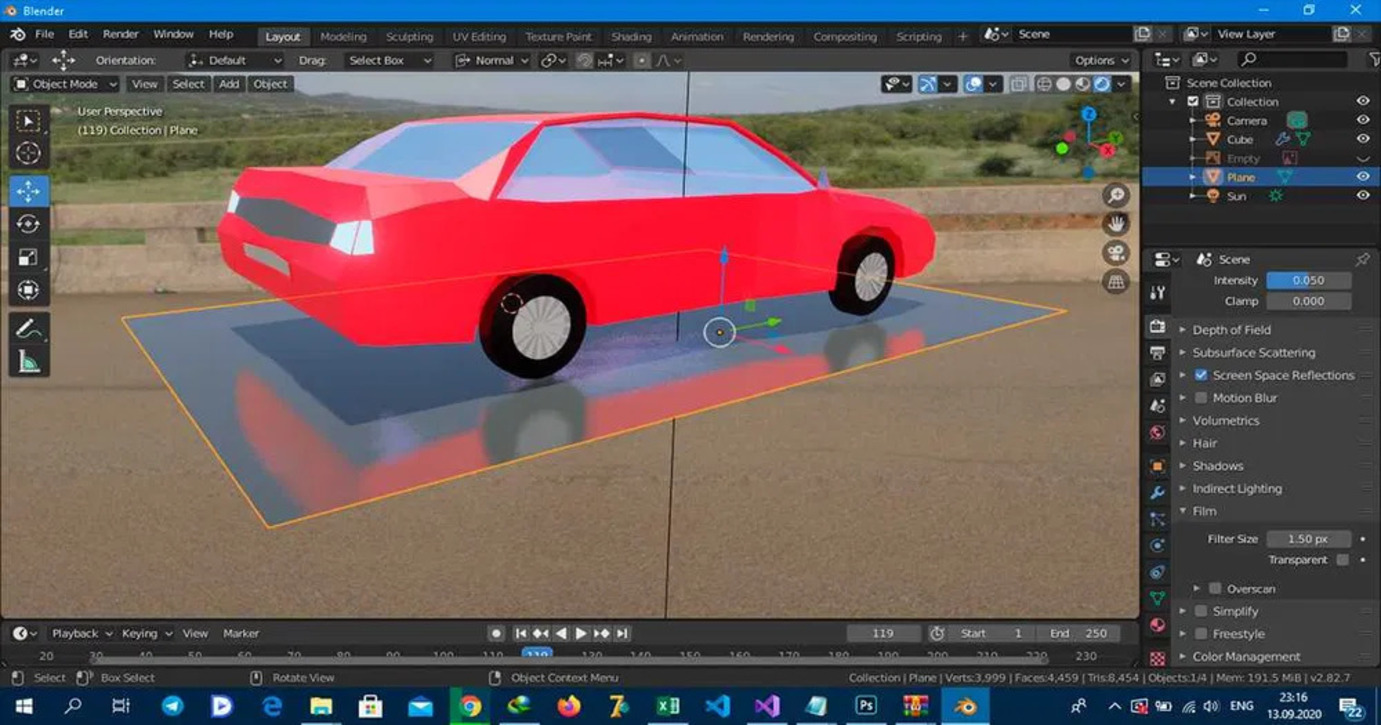 Blender
File Edit Render Window Help Layout Modeling Sculpting UV Editing Texture Paint Shading Animation Rendering Compositing Scripting + Scene View Layer
Orientation: Default Drag: Select Box Normal Options
Object Mode View Select Add Object
User Perspective
(119) Collection | Plane
Z
Y
X
Scene Collection
Collection
Camera
Cube
Empty
Plane
Sun
Scene
Intensity 0.050
Clamp 0.000
Depth of Field
Subsurface Scattering
Screen Space Reflections
Motion Blur
Volumetrics
Hair
Shadows
Indirect Lighting
Film
Filter Size 1.50 px
Transparent
Overscan
Simplify
Freestyle
Color Management
Playback Keying View Marker 119 Start 1 End 250
20 30 40 50 60 70 80 90 100 110 119 130 140 150 160 170 180 190 200 210 220 230
Select Box Select Rotate View Object Context Menu Collection | Plane | Verts:3,999 | Faces:4,459 | Tris:8,454 | Objects:1/4 | Mem: 191.5 MiB | v2.82.7
Ps ENG 23:16
13.09.2020 22